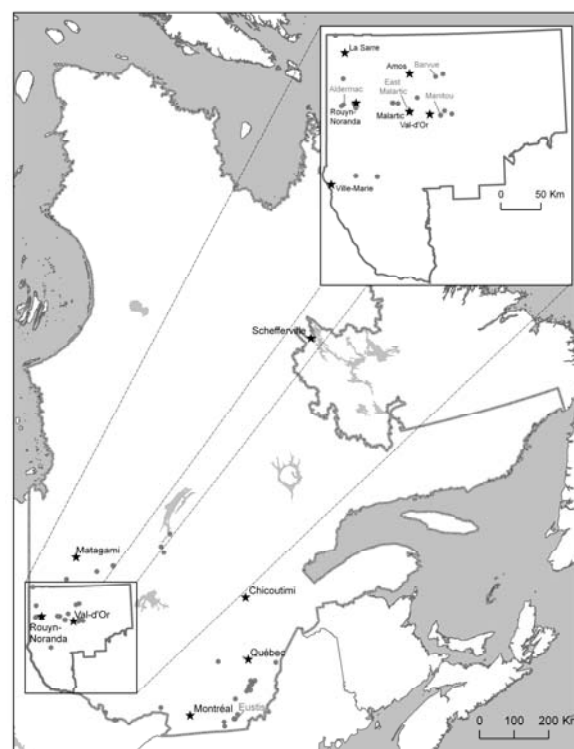 La Sarre
Amos
Barvue
East
Malartic
Aldermac
Manitou
Rouyn-
Noranda
Malartic
Val-d'Or
Ville-Marie
0 50 Km
Schefferville
Matagami
Chicoutimi
Val-d'Or
Rouyn-
Noranda
Québec
Montréal
Eustis
0 100 200 K